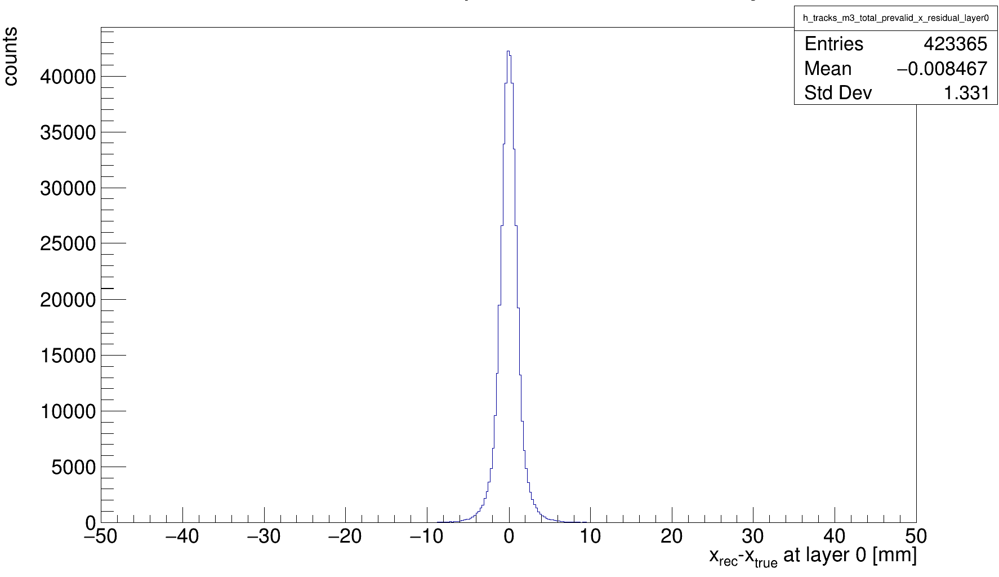 h_tracks_m3_total_prevalid_x_residual_layer0
Entries 423365
Mean −0.008467
Std Dev 1.331
counts
40000
35000
30000
25000
20000
15000
10000
5000
0
−50 −40 −30 −20 −10 0 10 20 30 40 50
xrec-xtrue at layer 0 [mm]